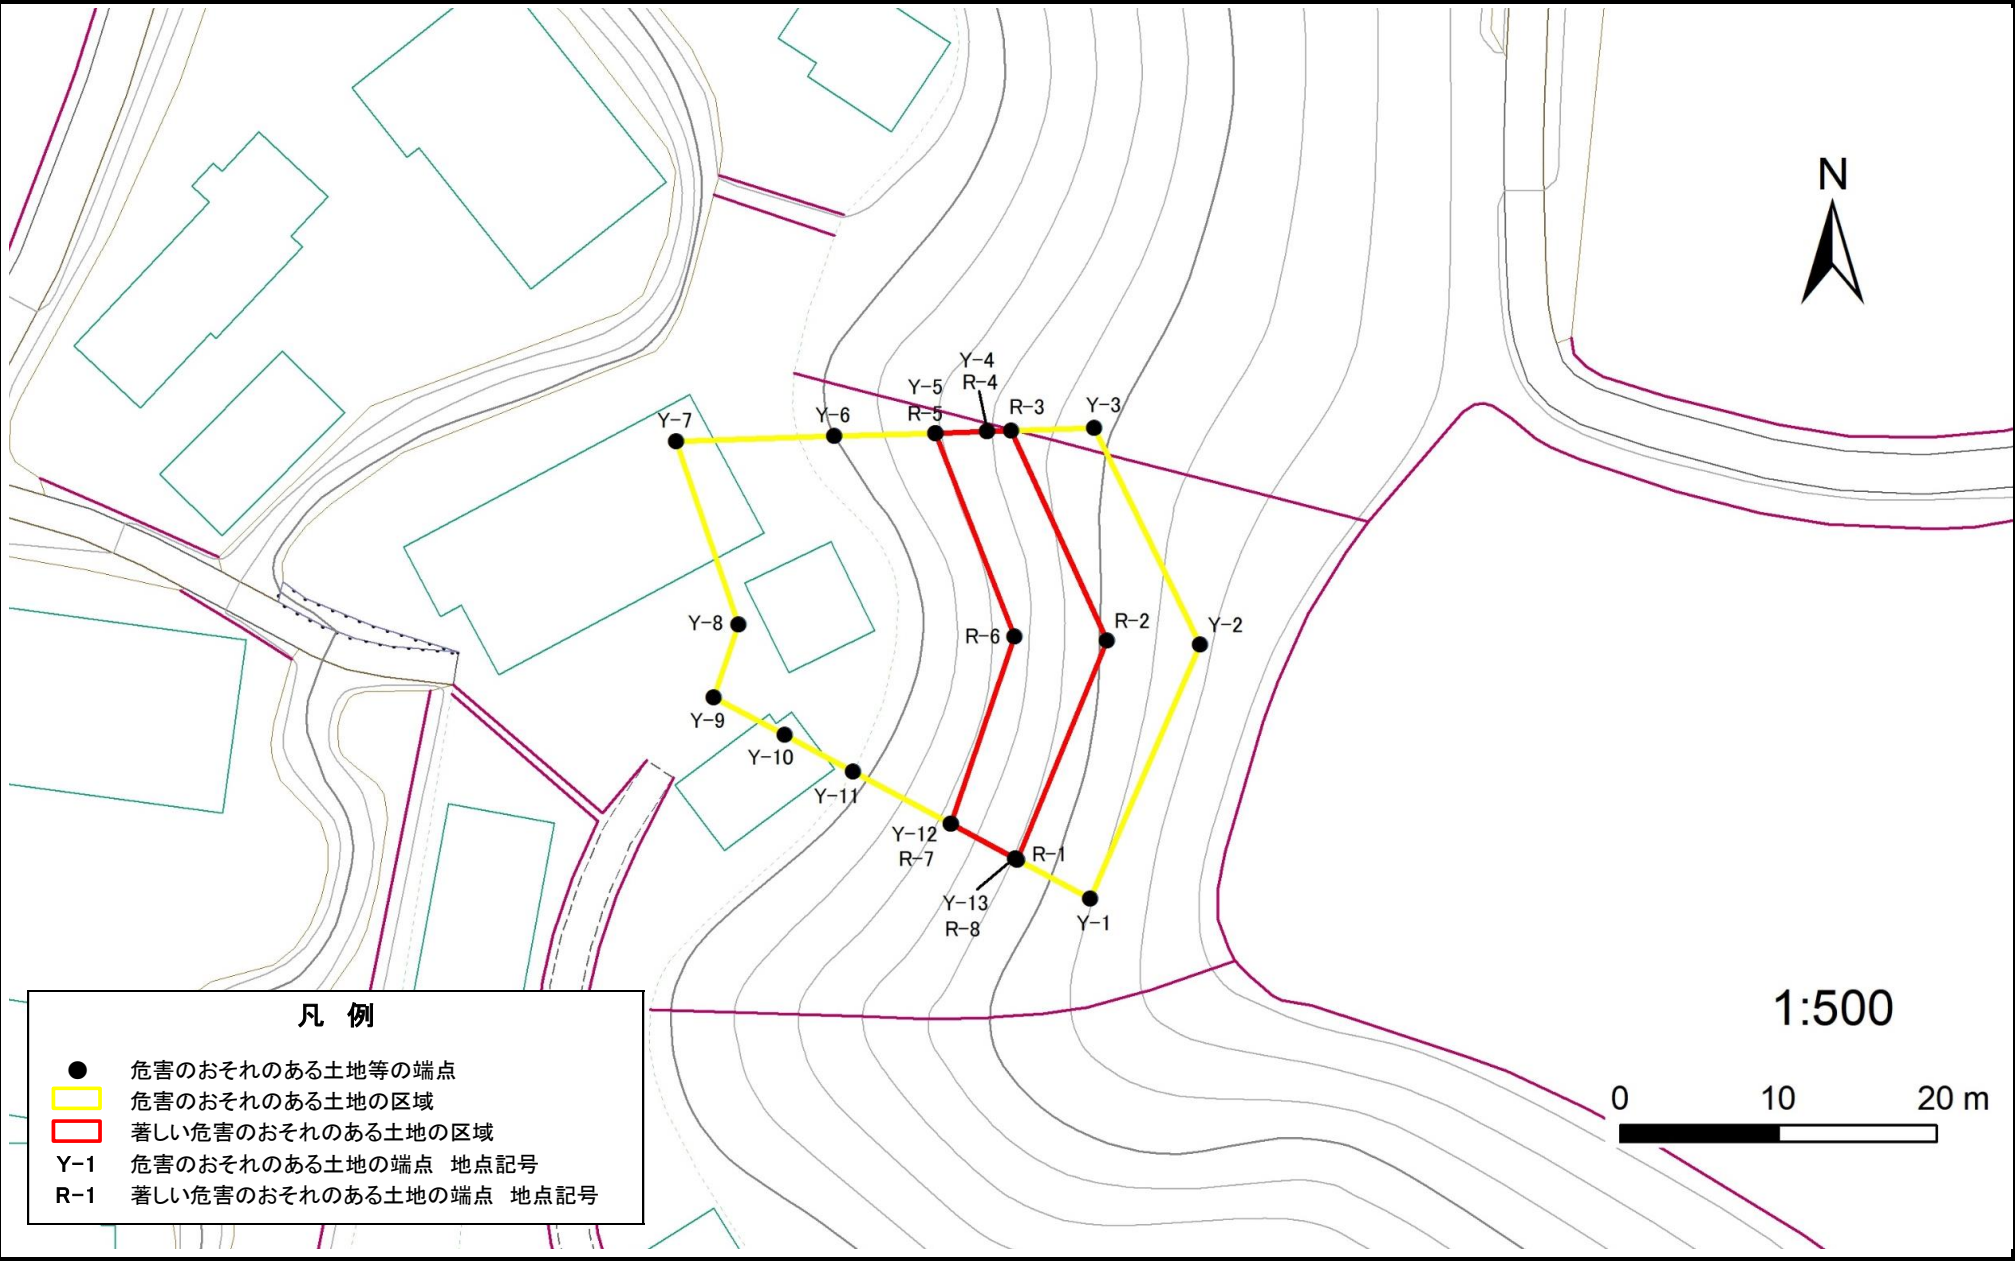 N
Y-4
R-4
Y-5
R-5
R-3
Y-3
Y-6
Y-7
Y-8
R-6
R-2
Y-2
Y-9
Y-10
Y-11
Y-12
R-7
R-1
Y-13
R-8
Y-1
1:500
0 10 20 m
凡 例
危害のおそれのある土地等の端点
危害のおそれのある土地の区域
著しい危害のおそれのある土地の区域
Y-1 危害のおそれのある土地の端点 地点記号
R-1 著しい危害のおそれのある土地の端点 地点記号